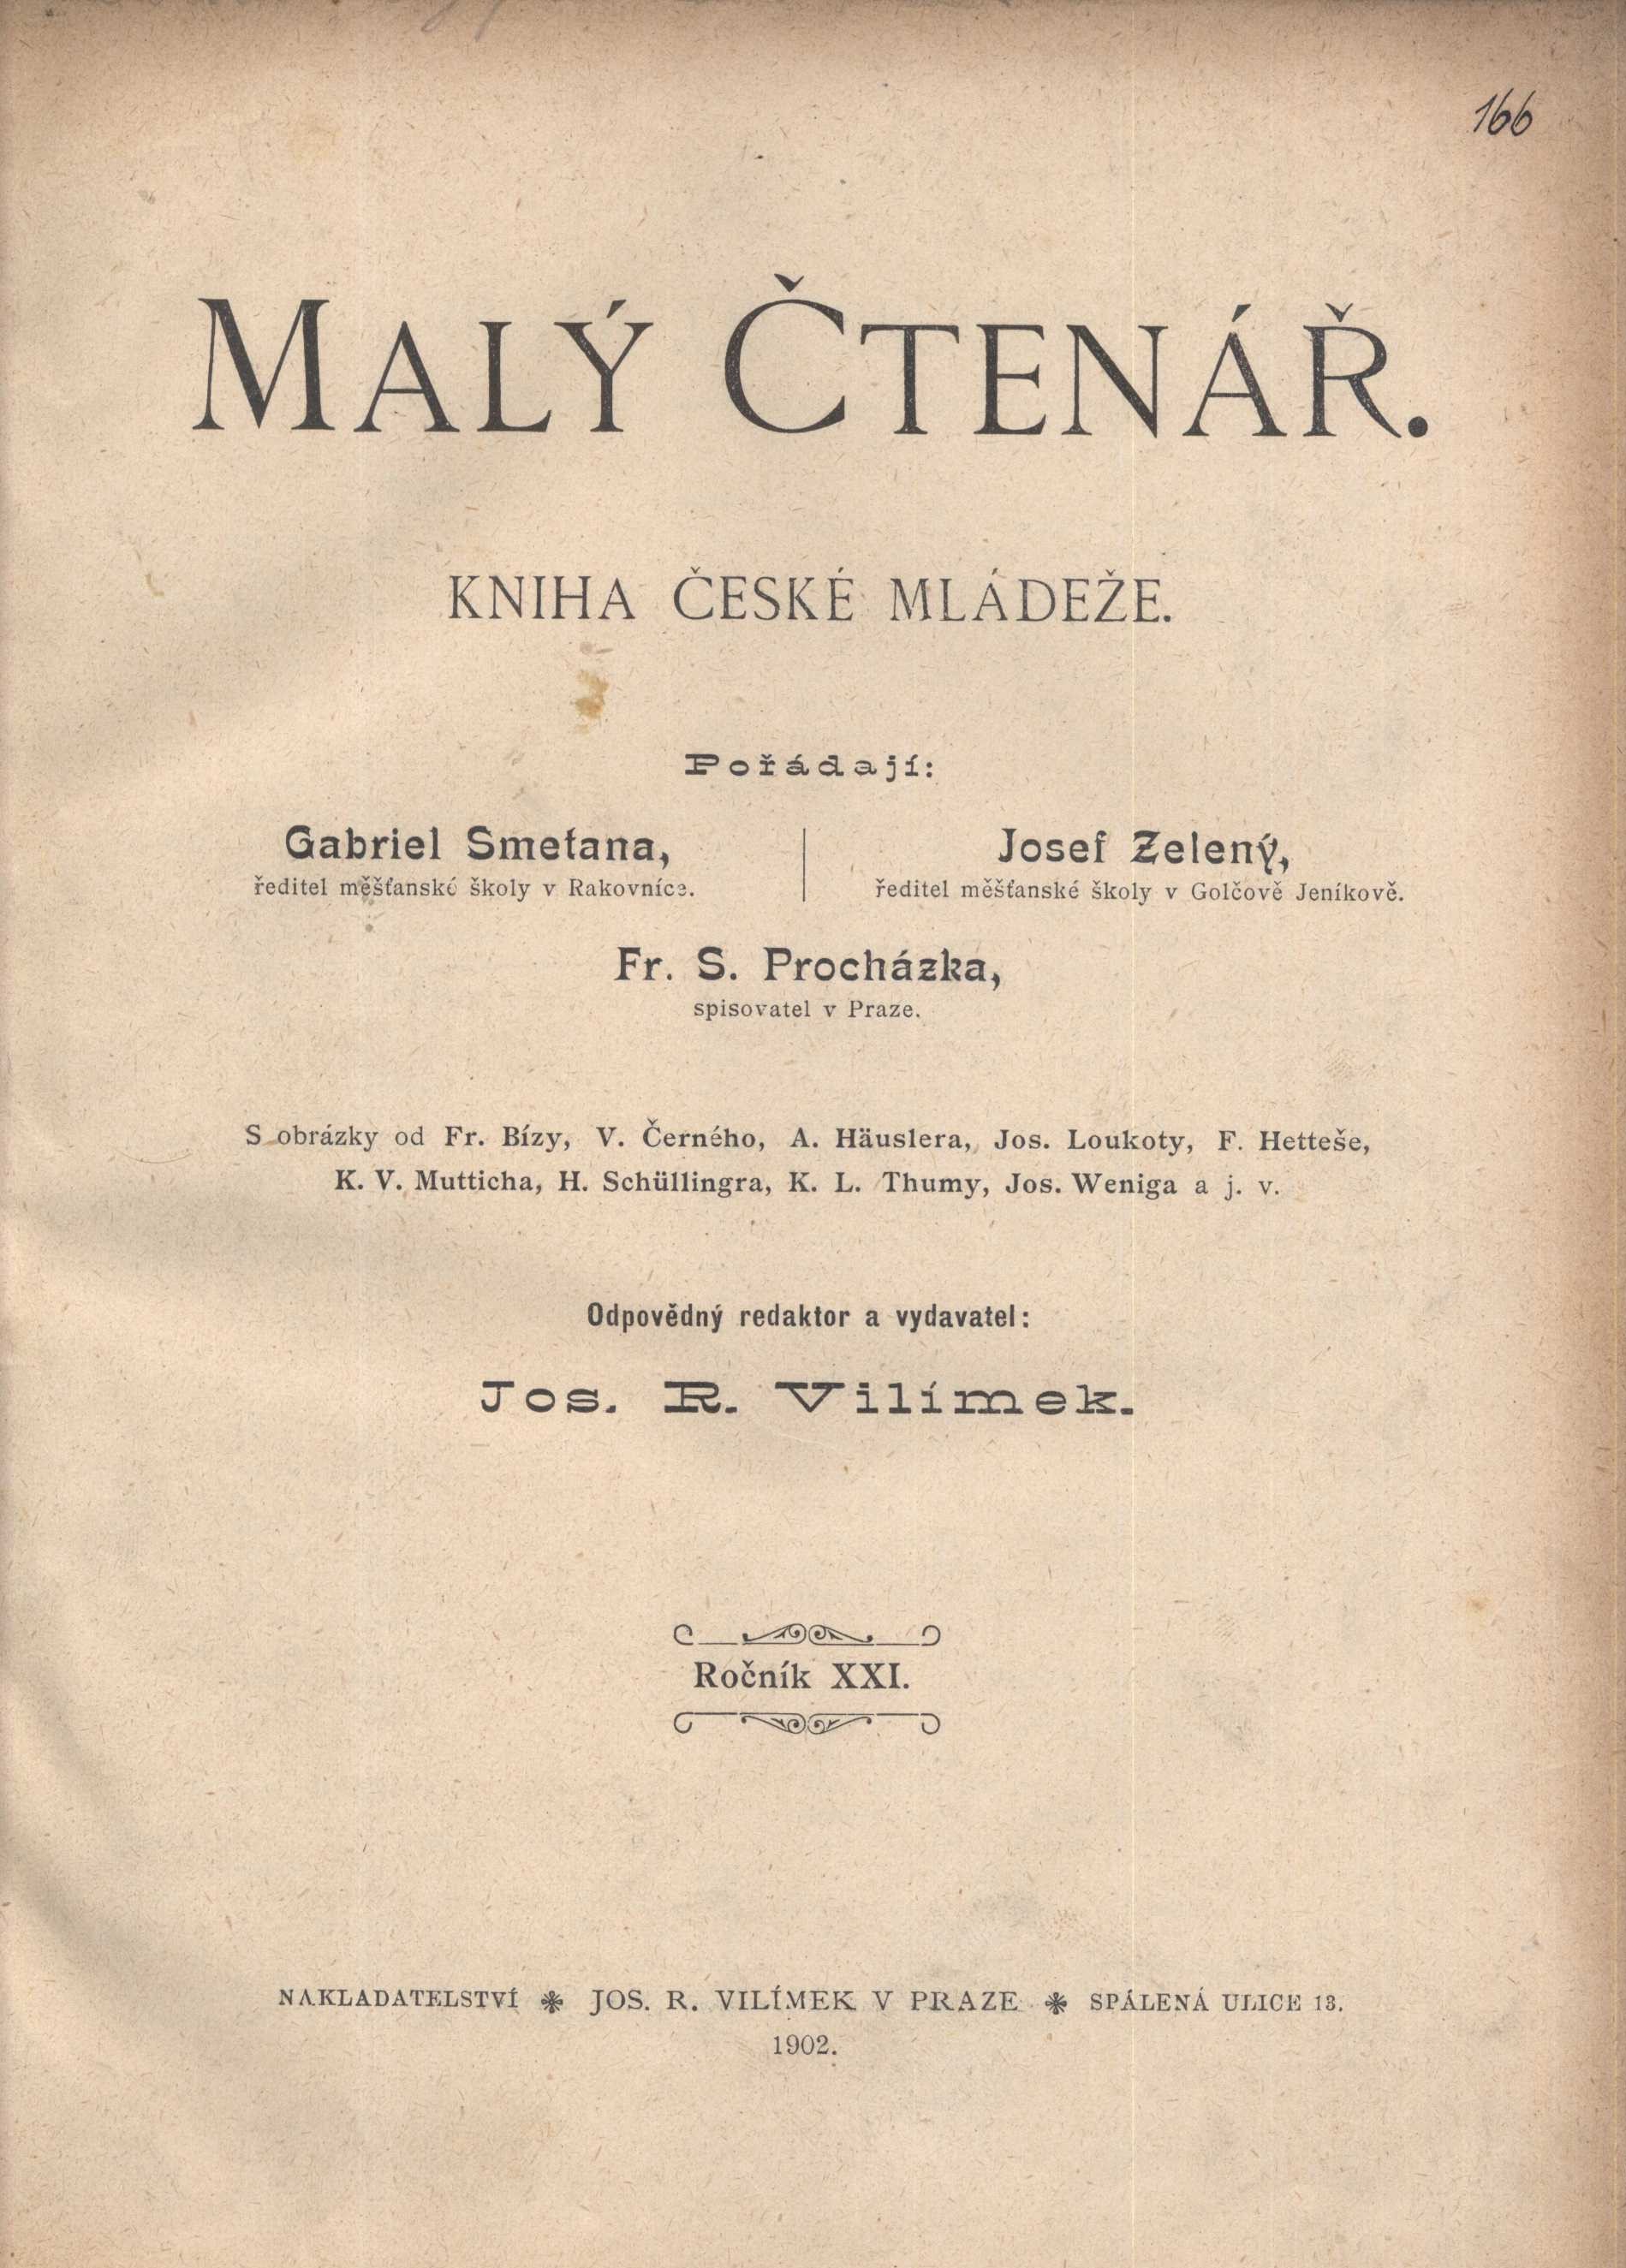 166
MALÝ ČTENÁŘ.
KNIHA ČESKÉ MLÁDEŽE.
Pořádají:
Gabriel Smetana,
ředitel měšťanské školy v Rakovníce.
Josef Zelený,
ředitel měšťanské školy v Golčově Jeníkově.
Fr. S. Procházka,
spisovatel v Praze.
S obrázky od Fr. Bízy, V. Černého, A. Häuslera, Jos. Loukoty, F. Hetteše,
K. V. Mutticha, H. Schüllingra, K. L. Thumy, Jos. Weniga a j. v.
Odpovědný redaktor a vydavatel:
Jos. R. Vilímek.
Ročník XXI.
NAKLADATELSTVÍ ❋ JOS. R. VILÍMEK V PRAZE ❋ SPÁLENÁ ULICE 13.
1902.